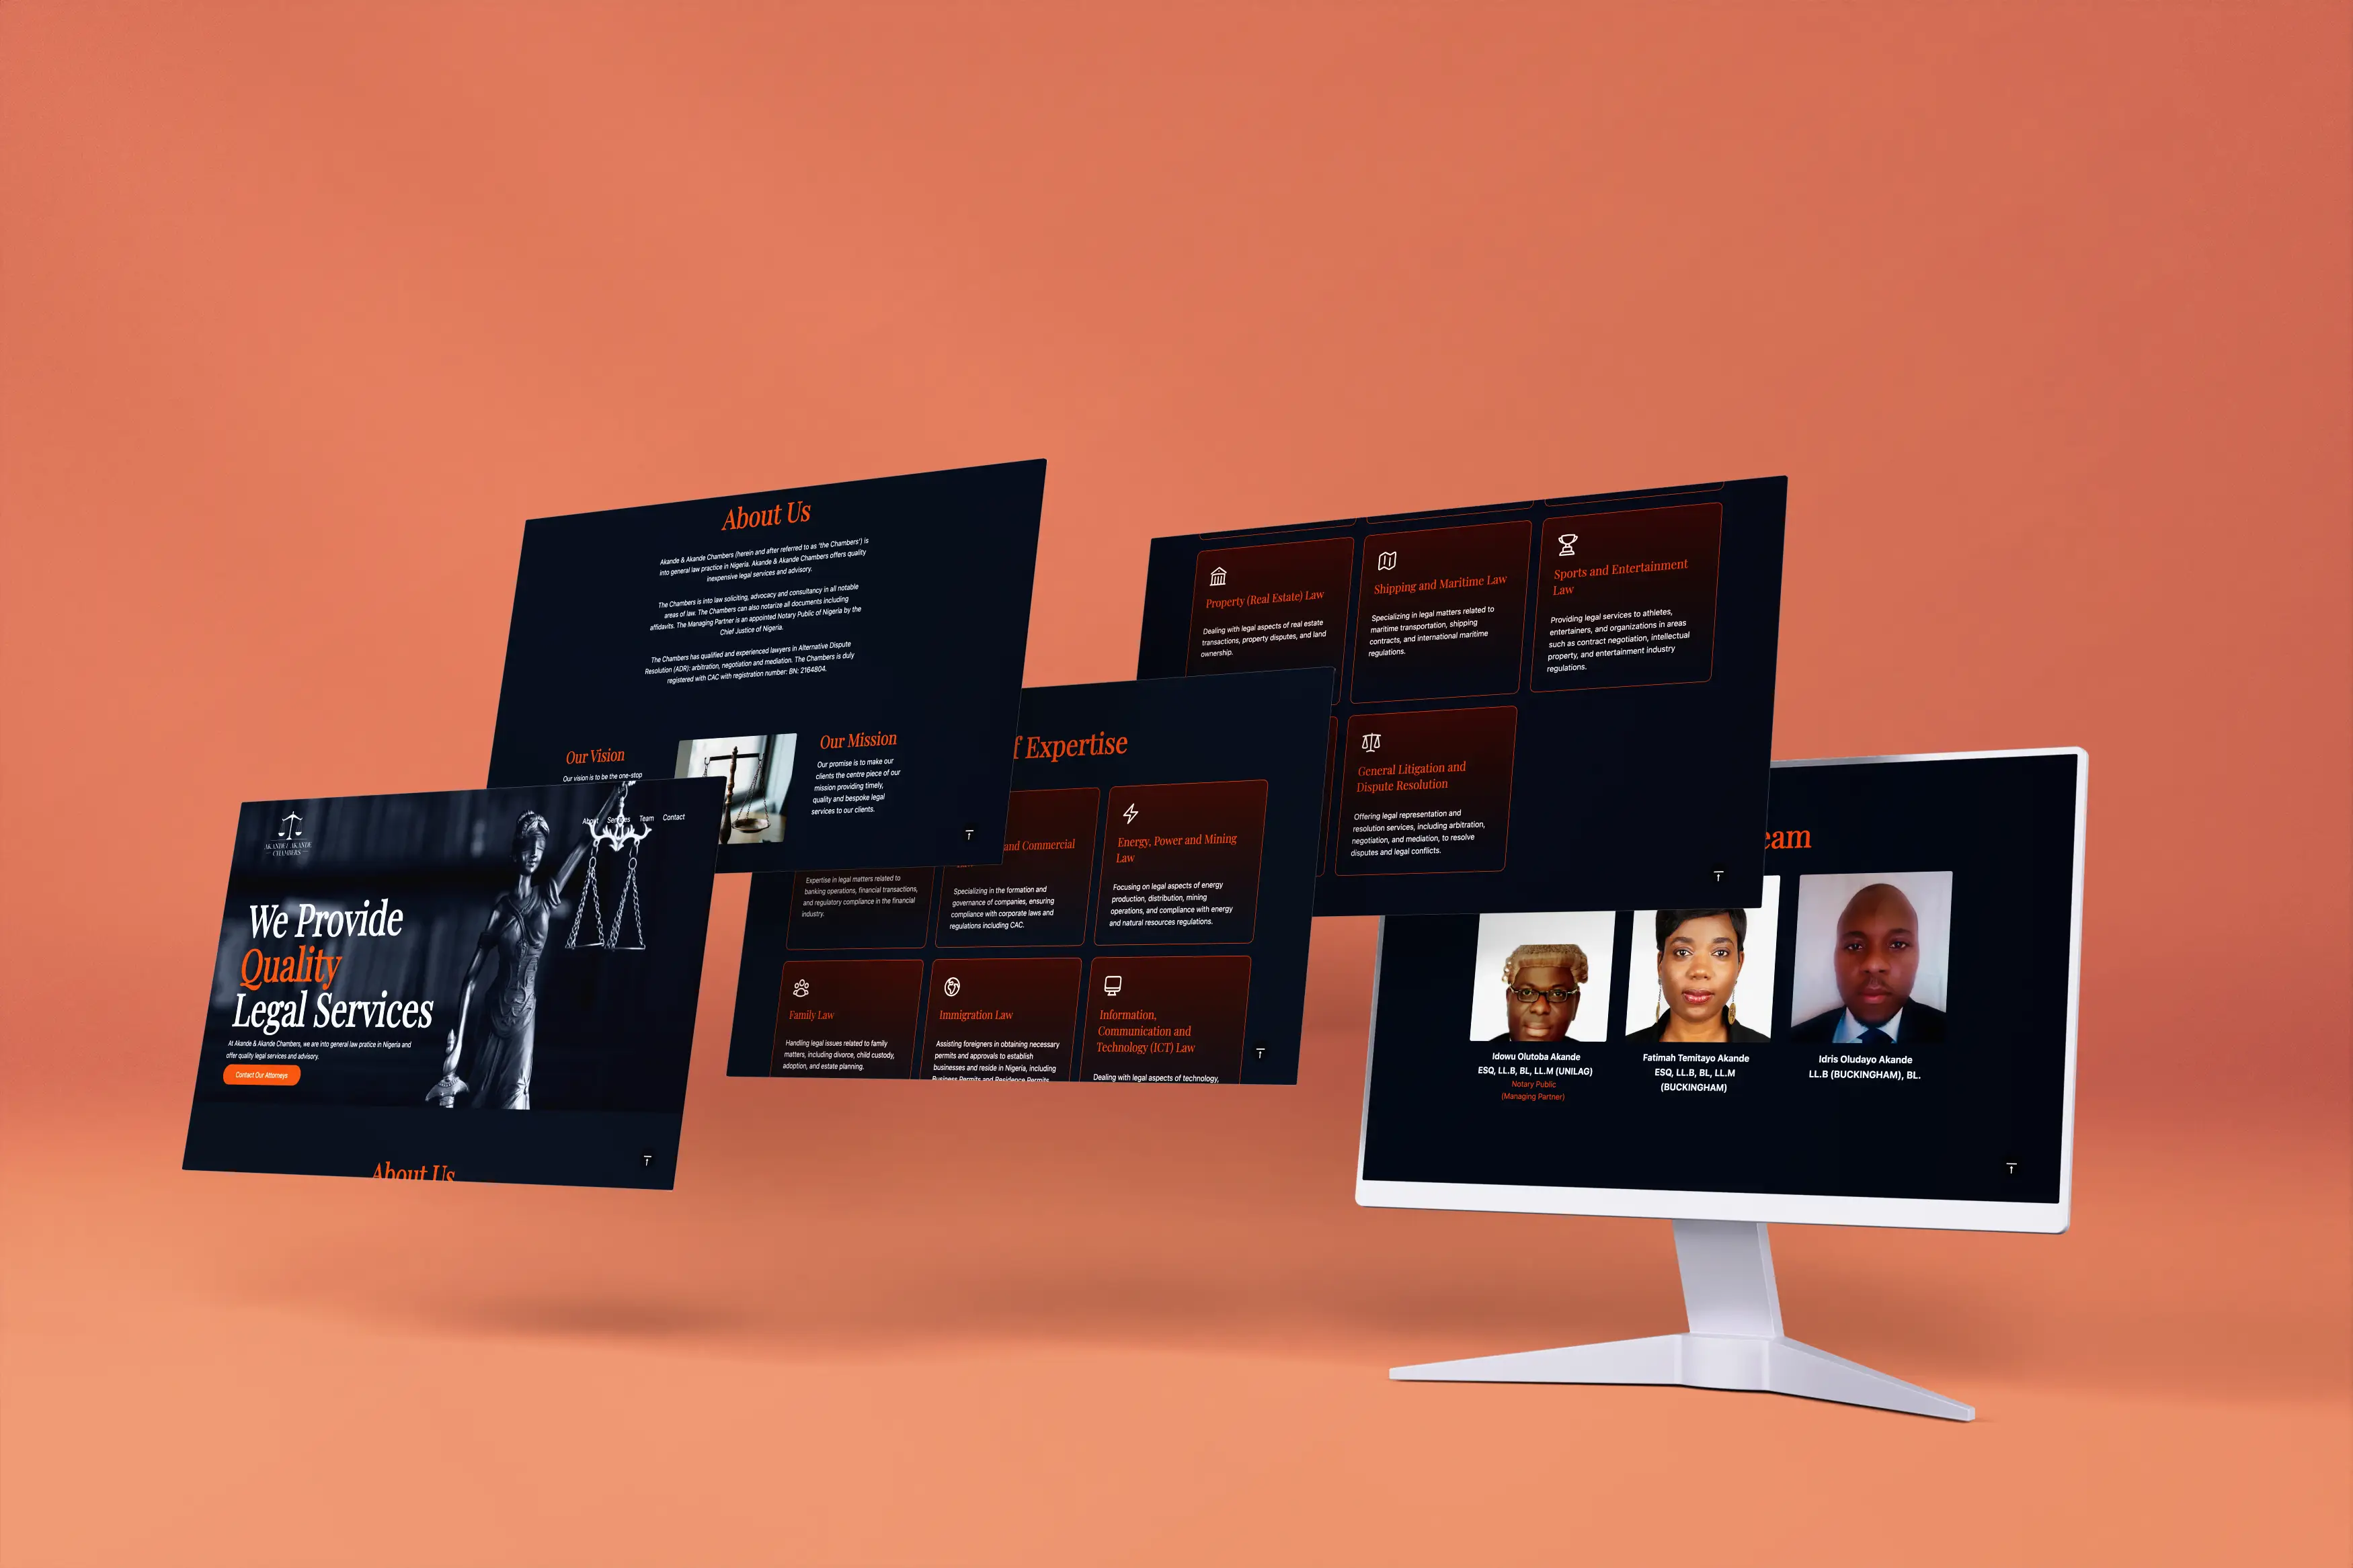 AKANDE & AKANDE
CHAMBERS
About Services Team Contact
We Provide
Quality
Legal Services
At Akande & Akande Chambers, we are into general law pratice in Nigeria and
offer quality legal services and advisory.
Contact Our Attorneys
About Us
About Us
Akande & Akande Chambers (herein and after referred to as 'the Chambers') is
into general law practice in Nigeria. Akande & Akande Chambers offers quality
inexpensive legal services and advisory.
The Chambers is into law soliciting, advocacy and consultancy in all notable
areas of law. The Chambers can also notarize all documents including
affidavits. The Managing Partner is an appointed Notary Public of Nigeria by the
Chief Justice of Nigeria.
The Chambers has qualified and experienced lawyers in Alternative Dispute
Resolution (ADR): arbitration, negotiation and mediation. The Chambers is duly
registered with CAC with registration number: BN: 2164804.
Our Vision
Our vision is to be the one-stop
Our Mission
Our promise is to make our
clients the centre piece of our
mission providing timely,
quality and bespoke legal
services to our clients.
f Expertise
Expertise in legal matters related to
banking operations, financial transactions,
and regulatory compliance in the financial
industry.
and Commercial
Specializing in the formation and
governance of companies, ensuring
compliance with corporate laws and
regulations including CAC.
Energy, Power and Mining
Law
Focusing on legal aspects of energy
production, distribution, mining
operations, and compliance with energy
and natural resources regulations.
Family Law
Handling legal issues related to family
matters, including divorce, child custody,
adoption, and estate planning.
Immigration Law
Assisting foreigners in obtaining necessary
permits and approvals to establish
businesses and reside in Nigeria, including
Business Permits and Residence Permits
Information,
Communication and
Technology (ICT) Law
Dealing with legal aspects of technology,
Property (Real Estate) Law
Dealing with legal aspects of real estate
transactions, property disputes, and land
ownership.
Shipping and Maritime Law
Specializing in legal matters related to
maritime transportation, shipping
contracts, and international maritime
regulations.
Sports and Entertainment
Law
Providing legal services to athletes,
entertainers, and organizations in areas
such as contract negotiation, intellectual
property, and entertainment industry
regulations.
General Litigation and
Dispute Resolution
Offering legal representation and
resolution services, including arbitration,
negotiation, and mediation, to resolve
disputes and legal conflicts.
eam
Idowu Olutoba Akande
ESQ, LL.B, BL, LL.M (UNILAG)
Notary Public
(Managing Partner)
Fatimah Temitayo Akande
ESQ, LL.B, BL, LL.M
(BUCKINGHAM)
Idris Oludayo Akande
LL.B (BUCKINGHAM), BL.